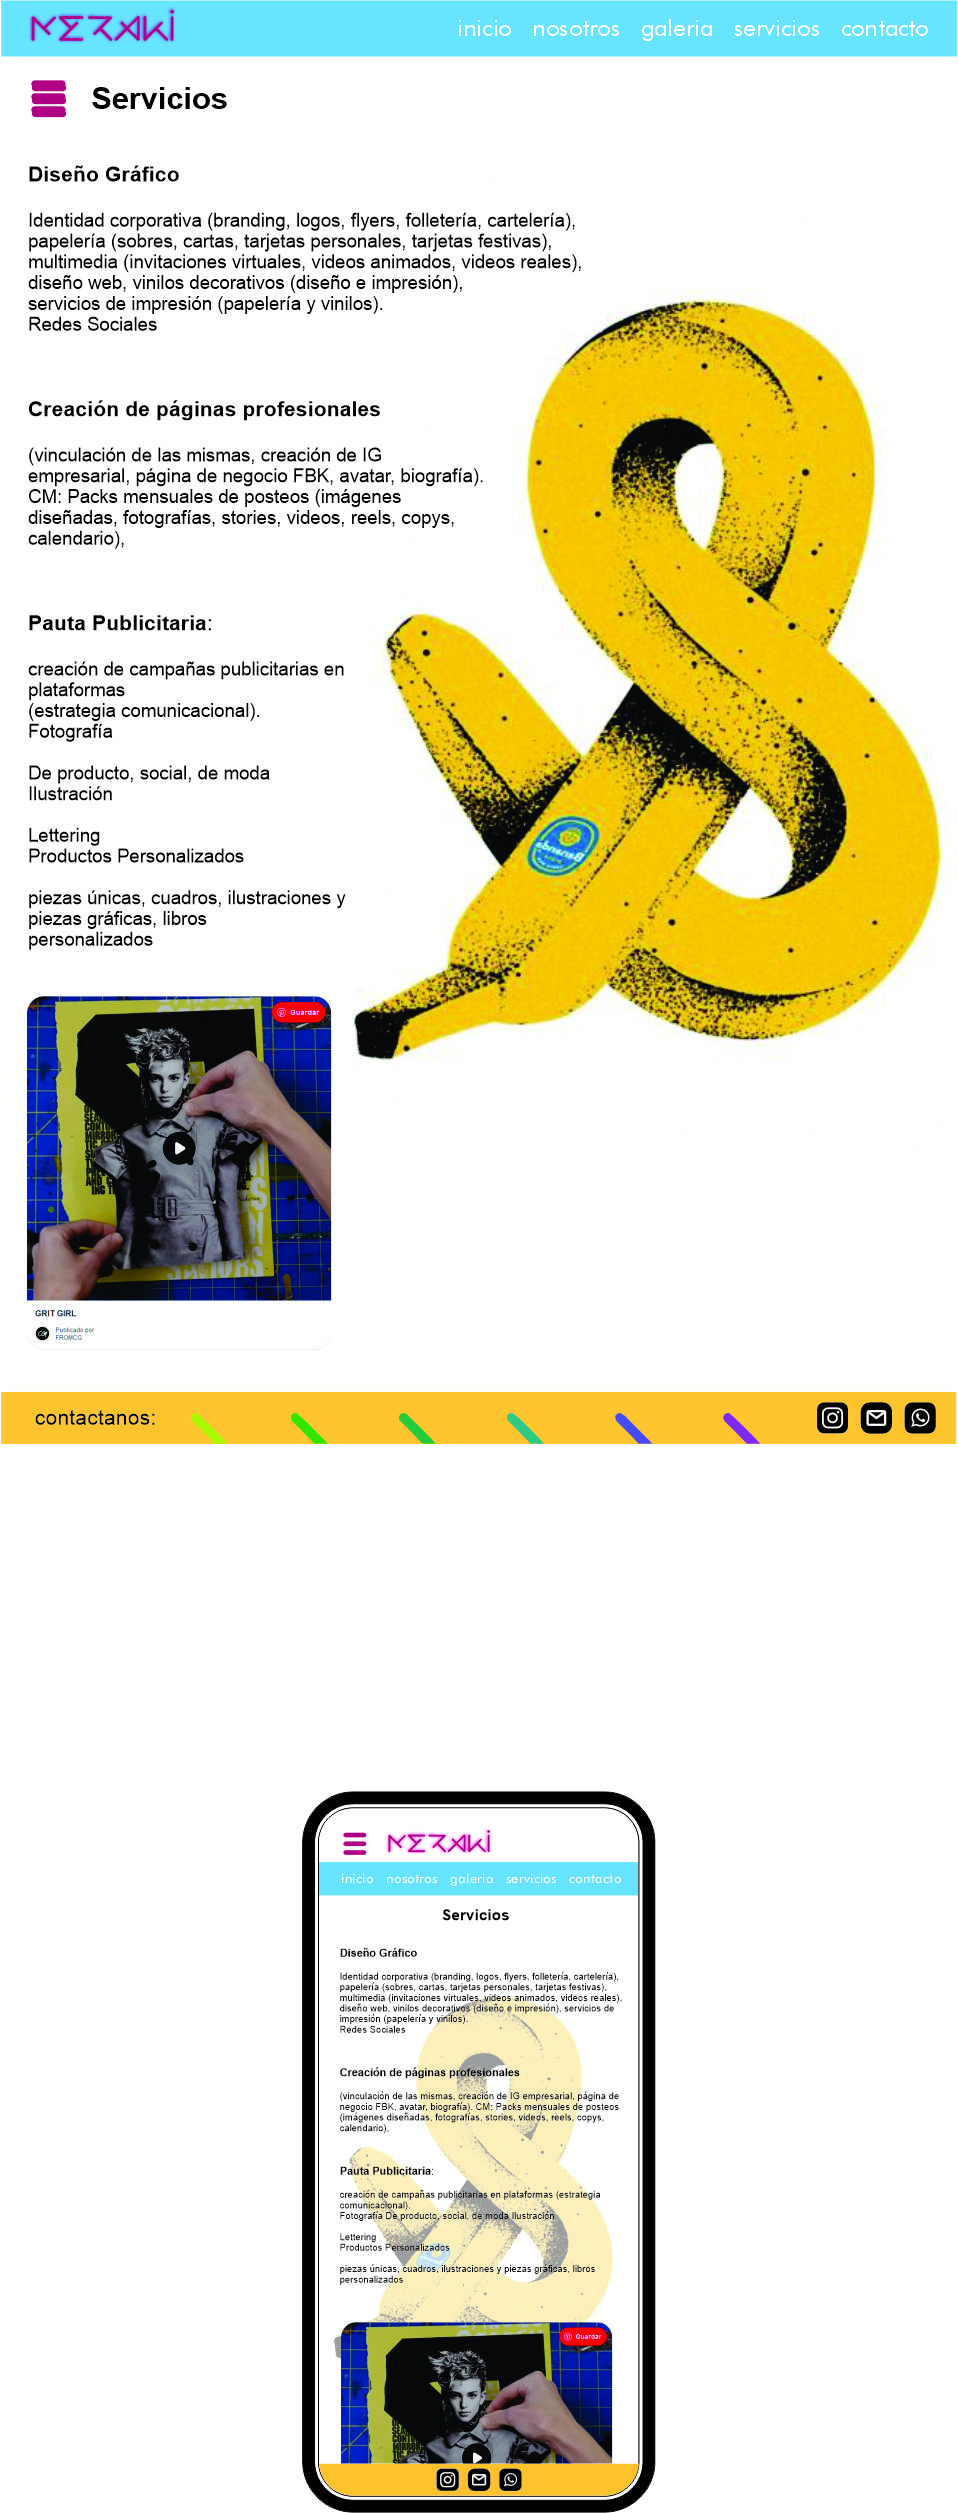 MERAKI
inicio nosotros galeria servicios contacto
Servicios
Diseño Gráfico
Identidad corporativa (branding, logos, flyers, folletería, cartelería),
papelería (sobres, cartas, tarjetas personales, tarjetas festivas),
multimedia (invitaciones virtuales, videos animados, videos reales),
diseño web, vinilos decorativos (diseño e impresión),
servicios de impresión (papelería y vinilos).
Redes Sociales
Creación de páginas profesionales
(vinculación de las mismas, creación de IG
empresarial, página de negocio FBK, avatar, biografía).
CM: Packs mensuales de posteos (imágenes
diseñadas, fotografías, stories, videos, reels, copys,
calendario),
Pauta Publicitaria:
creación de campañas publicitarias en
plataformas
(estrategia comunicacional).
Fotografía
De producto, social, de moda
Ilustración
Lettering
Productos Personalizados
piezas únicas, cuadros, ilustraciones y
piezas gráficas, libros
personalizados
Guardar
GRIT GIRL
Publicado por
FROMCG
contactanos:
MERAKI
inicio nosotros galeria servicios contacto
Servicios
Diseño Gráfico
Identidad corporativa (branding, logos, flyers, folletería, cartelería),
papelería (sobres, cartas, tarjetas personales, tarjetas festivas),
multimedia (invitaciones virtuales, videos animados, videos reales),
diseño web, vinilos decorativos (diseño e impresión), servicios de
impresión (papelería y vinilos).
Redes Sociales
Creación de páginas profesionales
(vinculación de las mismas, creación de IG empresarial, página de
negocio FBK, avatar, biografía). CM: Packs mensuales de posteos
(imágenes diseñadas, fotografías, stories, videos, reels, copys,
calendario),
Pauta Publicitaria:
creación de campañas publicitarias en plataformas (estrategia
comunicacional).
Fotografía De producto, social, de moda Ilustración
Lettering
Productos Personalizados
piezas únicas, cuadros, ilustraciones y piezas gráficas, libros
personalizados
Guardar